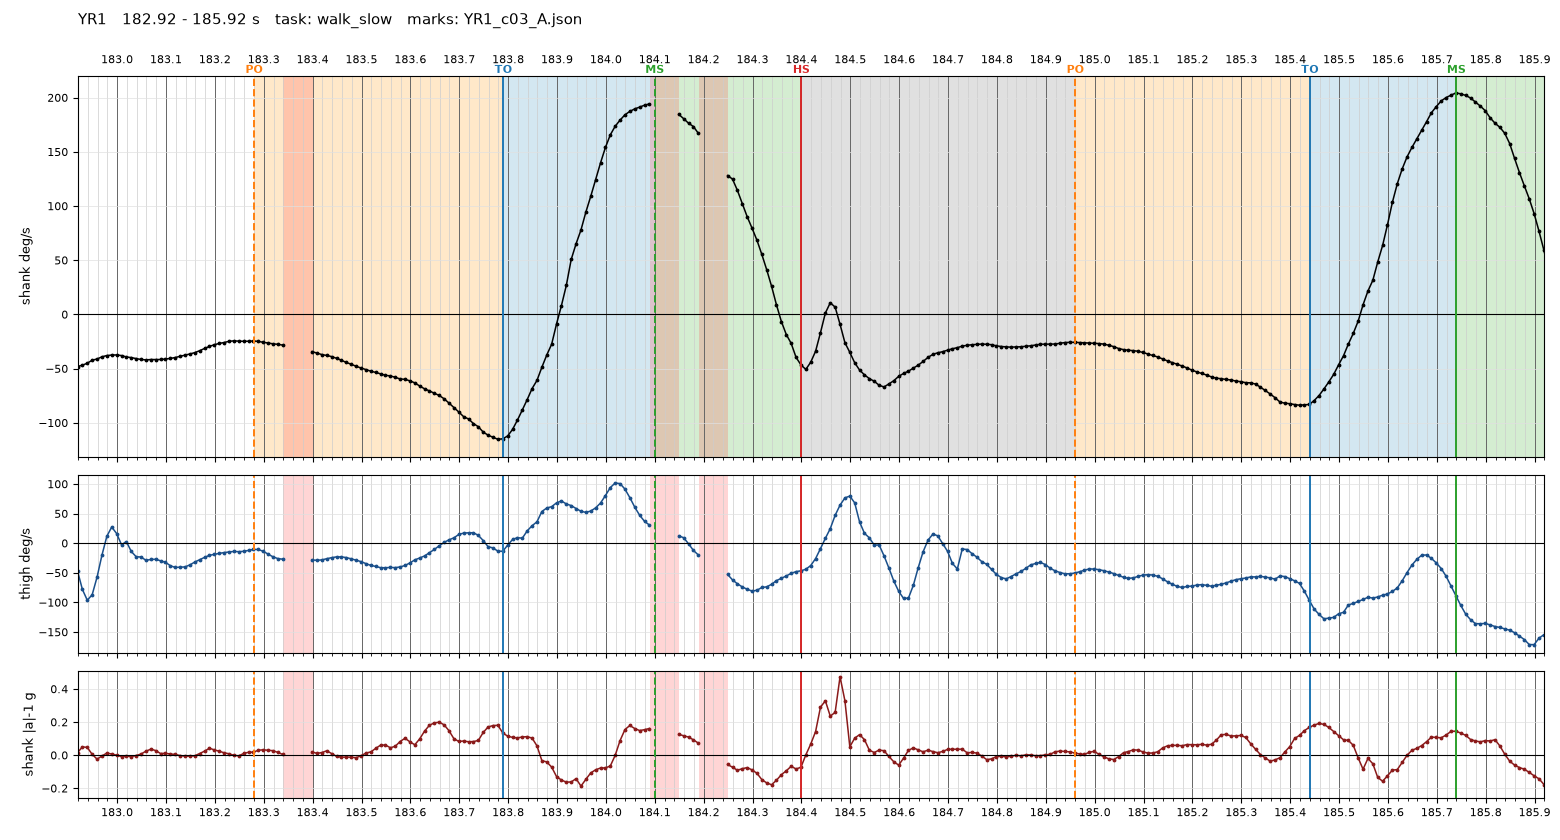 YR1   182.92 - 185.92 s   task: walk_slow   marks: YR1_c03_A.json
183.0 183.1 183.2 183.3 183.4 183.5 183.6 183.7 183.8 183.9 184.0 184.1 184.2 184.3 184.4 184.5 184.6 184.7 184.8 184.9 185.0 185.1 185.2 185.3 185.4 185.5 185.6 185.7 185.8 185.9
PO TO MS HS PO TO MS
shank deg/s
200
150
100
50
0
−50
−100
thigh deg/s
100
50
0
−50
−100
−150
shank |a|-1 g
0.4
0.2
0.0
−0.2
183.0 183.1 183.2 183.3 183.4 183.5 183.6 183.7 183.8 183.9 184.0 184.1 184.2 184.3 184.4 184.5 184.6 184.7 184.8 184.9 185.0 185.1 185.2 185.3 185.4 185.5 185.6 185.7 185.8 185.9